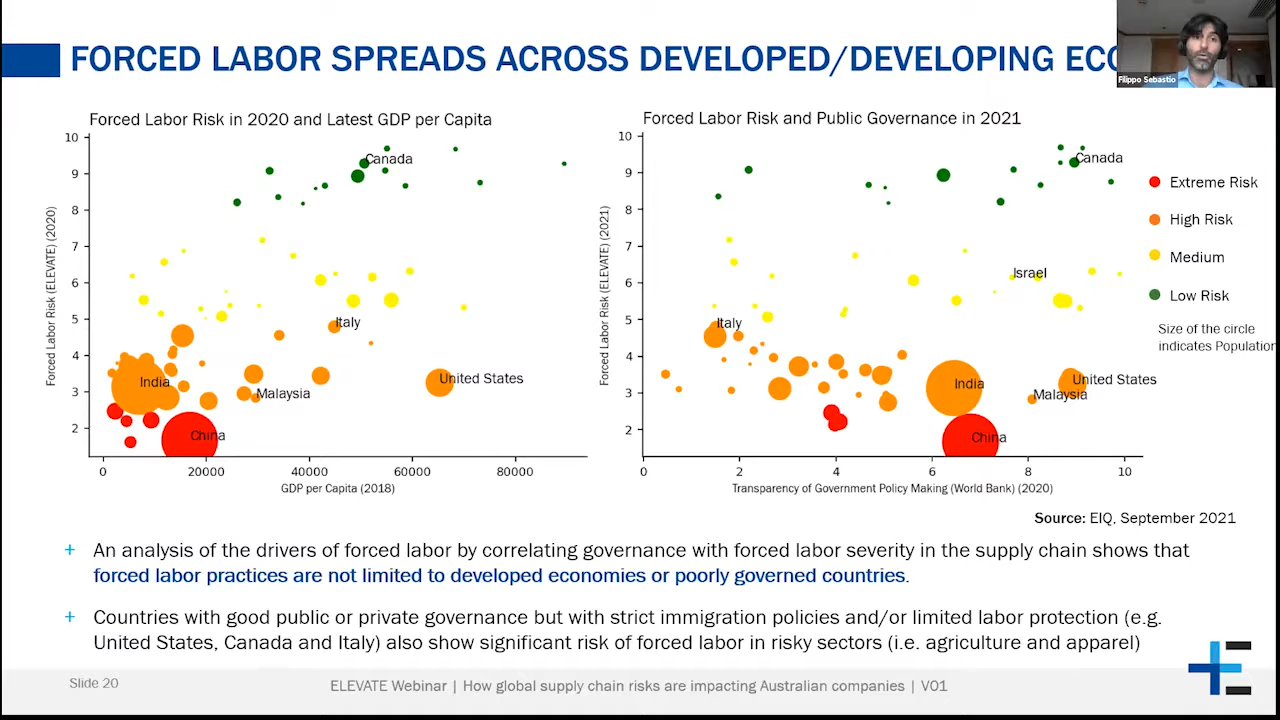 FORCED LABOR SPREADS ACROSS DEVELOPED/DEVELOPING
Filippo Sebastio
Forced Labor Risk in 2020 and Latest GDP per Capita
Forced Labor Risk (ELEVATE) (2020)
10
9
8
7
6
5
4
3
2
Canada
Italy
India
United States
Malaysia
China
0
20000
40000
60000
80000
GDP per Capita (2018)
Forced Labor Risk and Public Governance in 2021
Forced Labor Risk (ELEVATE) (2021)
10
9
8
7
6
5
4
3
2
Canada
Israel
Italy
India
United States
Malaysia
China
0
2
4
6
8
10
Transparency of Government Policy Making (World Bank) (2020)
Extreme Risk
High Risk
Medium
Low Risk
Size of the circle
indicates Population
Source: EIQ, September 2021
+ An analysis of the drivers of forced labor by correlating governance with forced labor severity in the supply chain shows that
forced labor practices are not limited to developed economies or poorly governed countries.
+ Countries with good public or private governance but with strict immigration policies and/or limited labor protection (e.g.
United States, Canada and Italy) also show significant risk of forced labor in risky sectors (i.e. agriculture and apparel)
Slide 20
ELEVATE Webinar | How global supply chain risks are impacting Australian companies | V01